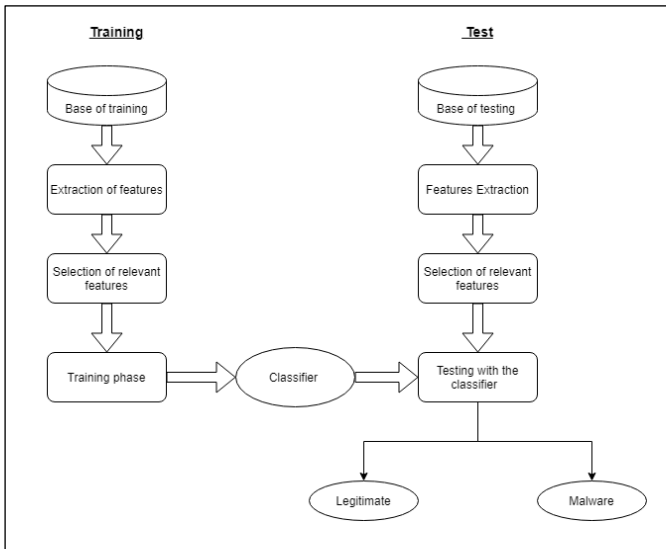 Training
Test
Base of training
Base of testing
Extraction of features
Features Extraction
Selection of relevant
features
Selection of relevant
features
Training phase
Classifier
Testing with the
classifier
Legitimate
Malware